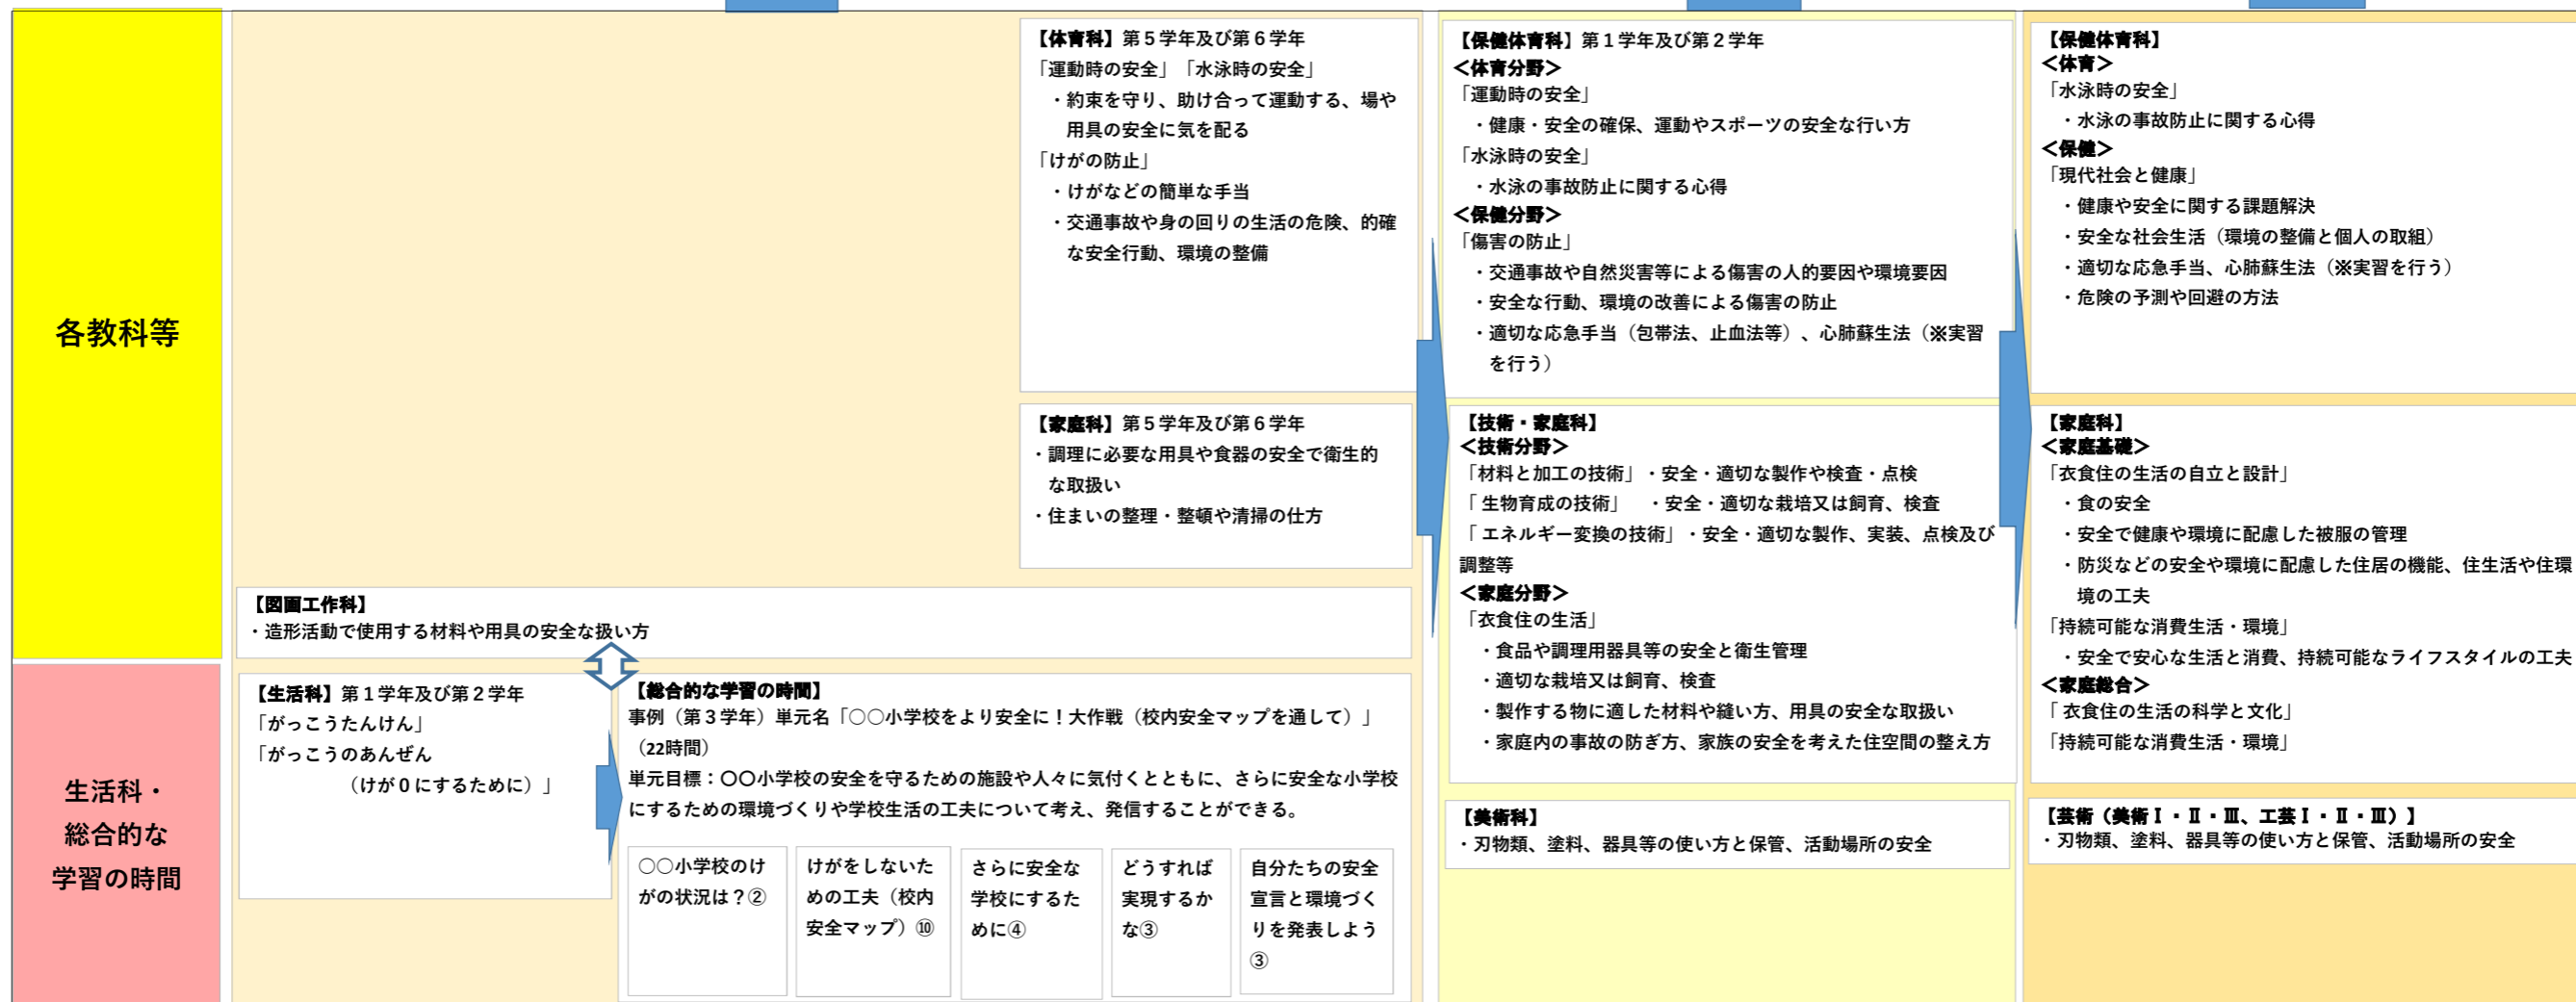 各教科等
【体育科】第５学年及び第６学年
「運動時の安全」「水泳時の安全」
・約束を守り、助け合って運動する、場や
用具の安全に気を配る
「けがの防止」
・けがなどの簡単な手当
・交通事故や身の回りの生活の危険、的確
な安全行動、環境の整備
【家庭科】第５学年及び第６学年
・調理に必要な用具や食器の安全で衛生的
な取扱い
・住まいの整理・整頓や清掃の仕方
【図画工作科】
・造形活動で使用する材料や用具の安全な扱い方
【保健体育科】第１学年及び第２学年
＜体育分野＞
「運動時の安全」
・健康・安全の確保、運動やスポーツの安全な行い方
「水泳時の安全」
・水泳の事故防止に関する心得
＜保健分野＞
「傷害の防止」
・交通事故や自然災害等による傷害の人的要因や環境要因
・安全な行動、環境の改善による傷害の防止
・適切な応急手当（包帯法、止血法等）、心肺蘇生法（※実習
を行う）
【技術・家庭科】
＜技術分野＞
「材料と加工の技術」・安全・適切な製作や検査・点検
「 生物育成の技術」　・安全・適切な栽培又は飼育、検査
「 エネルギー変換の技術」・安全・適切な製作、実装、点検及び
調整等
＜家庭分野＞
「衣食住の生活」
・食品や調理用器具等の安全と衛生管理
・適切な栽培又は飼育、検査
・製作する物に適した材料や縫い方、用具の安全な取扱い
・家庭内の事故の防ぎ方、家族の安全を考えた住空間の整え方
【美術科】
・刃物類、塗料、器具等の使い方と保管、活動場所の安全
【保健体育科】
＜体育＞
「水泳時の安全」
・水泳の事故防止に関する心得
＜保健＞
「現代社会と健康」
・健康や安全に関する課題解決
・安全な社会生活（環境の整備と個人の取組）
・適切な応急手当、心肺蘇生法（※実習を行う）
・危険の予測や回避の方法
【家庭科】
＜家庭基礎＞
「衣食住の生活の自立と設計」
・食の安全
・安全で健康や環境に配慮した被服の管理
・防災などの安全や環境に配慮した住居の機能、住生活や住環
境の工夫
「持続可能な消費生活・環境」
・安全で安心な生活と消費、持続可能なライフスタイルの工夫
＜家庭総合＞
「 衣食住の生活の科学と文化」
「持続可能な消費生活・環境」
【芸術（美術Ⅰ・Ⅱ・Ⅲ、工芸Ⅰ・Ⅱ・Ⅲ）】
・刃物類、塗料、器具等の使い方と保管、活動場所の安全
生活科・
総合的な
学習の時間
【生活科】第１学年及び第２学年
「がっこうたんけん」
「がっこうのあんぜん
（けが０にするために）」
【総合的な学習の時間】
事例（第３学年）単元名「○○小学校をより安全に！大作戦（校内安全マップを通して）」
（22時間）
単元目標：〇〇小学校の安全を守るための施設や人々に気付くとともに、さらに安全な小学校
にするための環境づくりや学校生活の工夫について考え、発信することができる。
○○小学校のけ
がの状況は？②
けがをしないた
めの工夫（校内
安全マップ）⑩
さらに安全な
学校にするた
めに④
どうすれば
実現するか
な③
自分たちの安全
宣言と環境づく
りを発表しよう
③